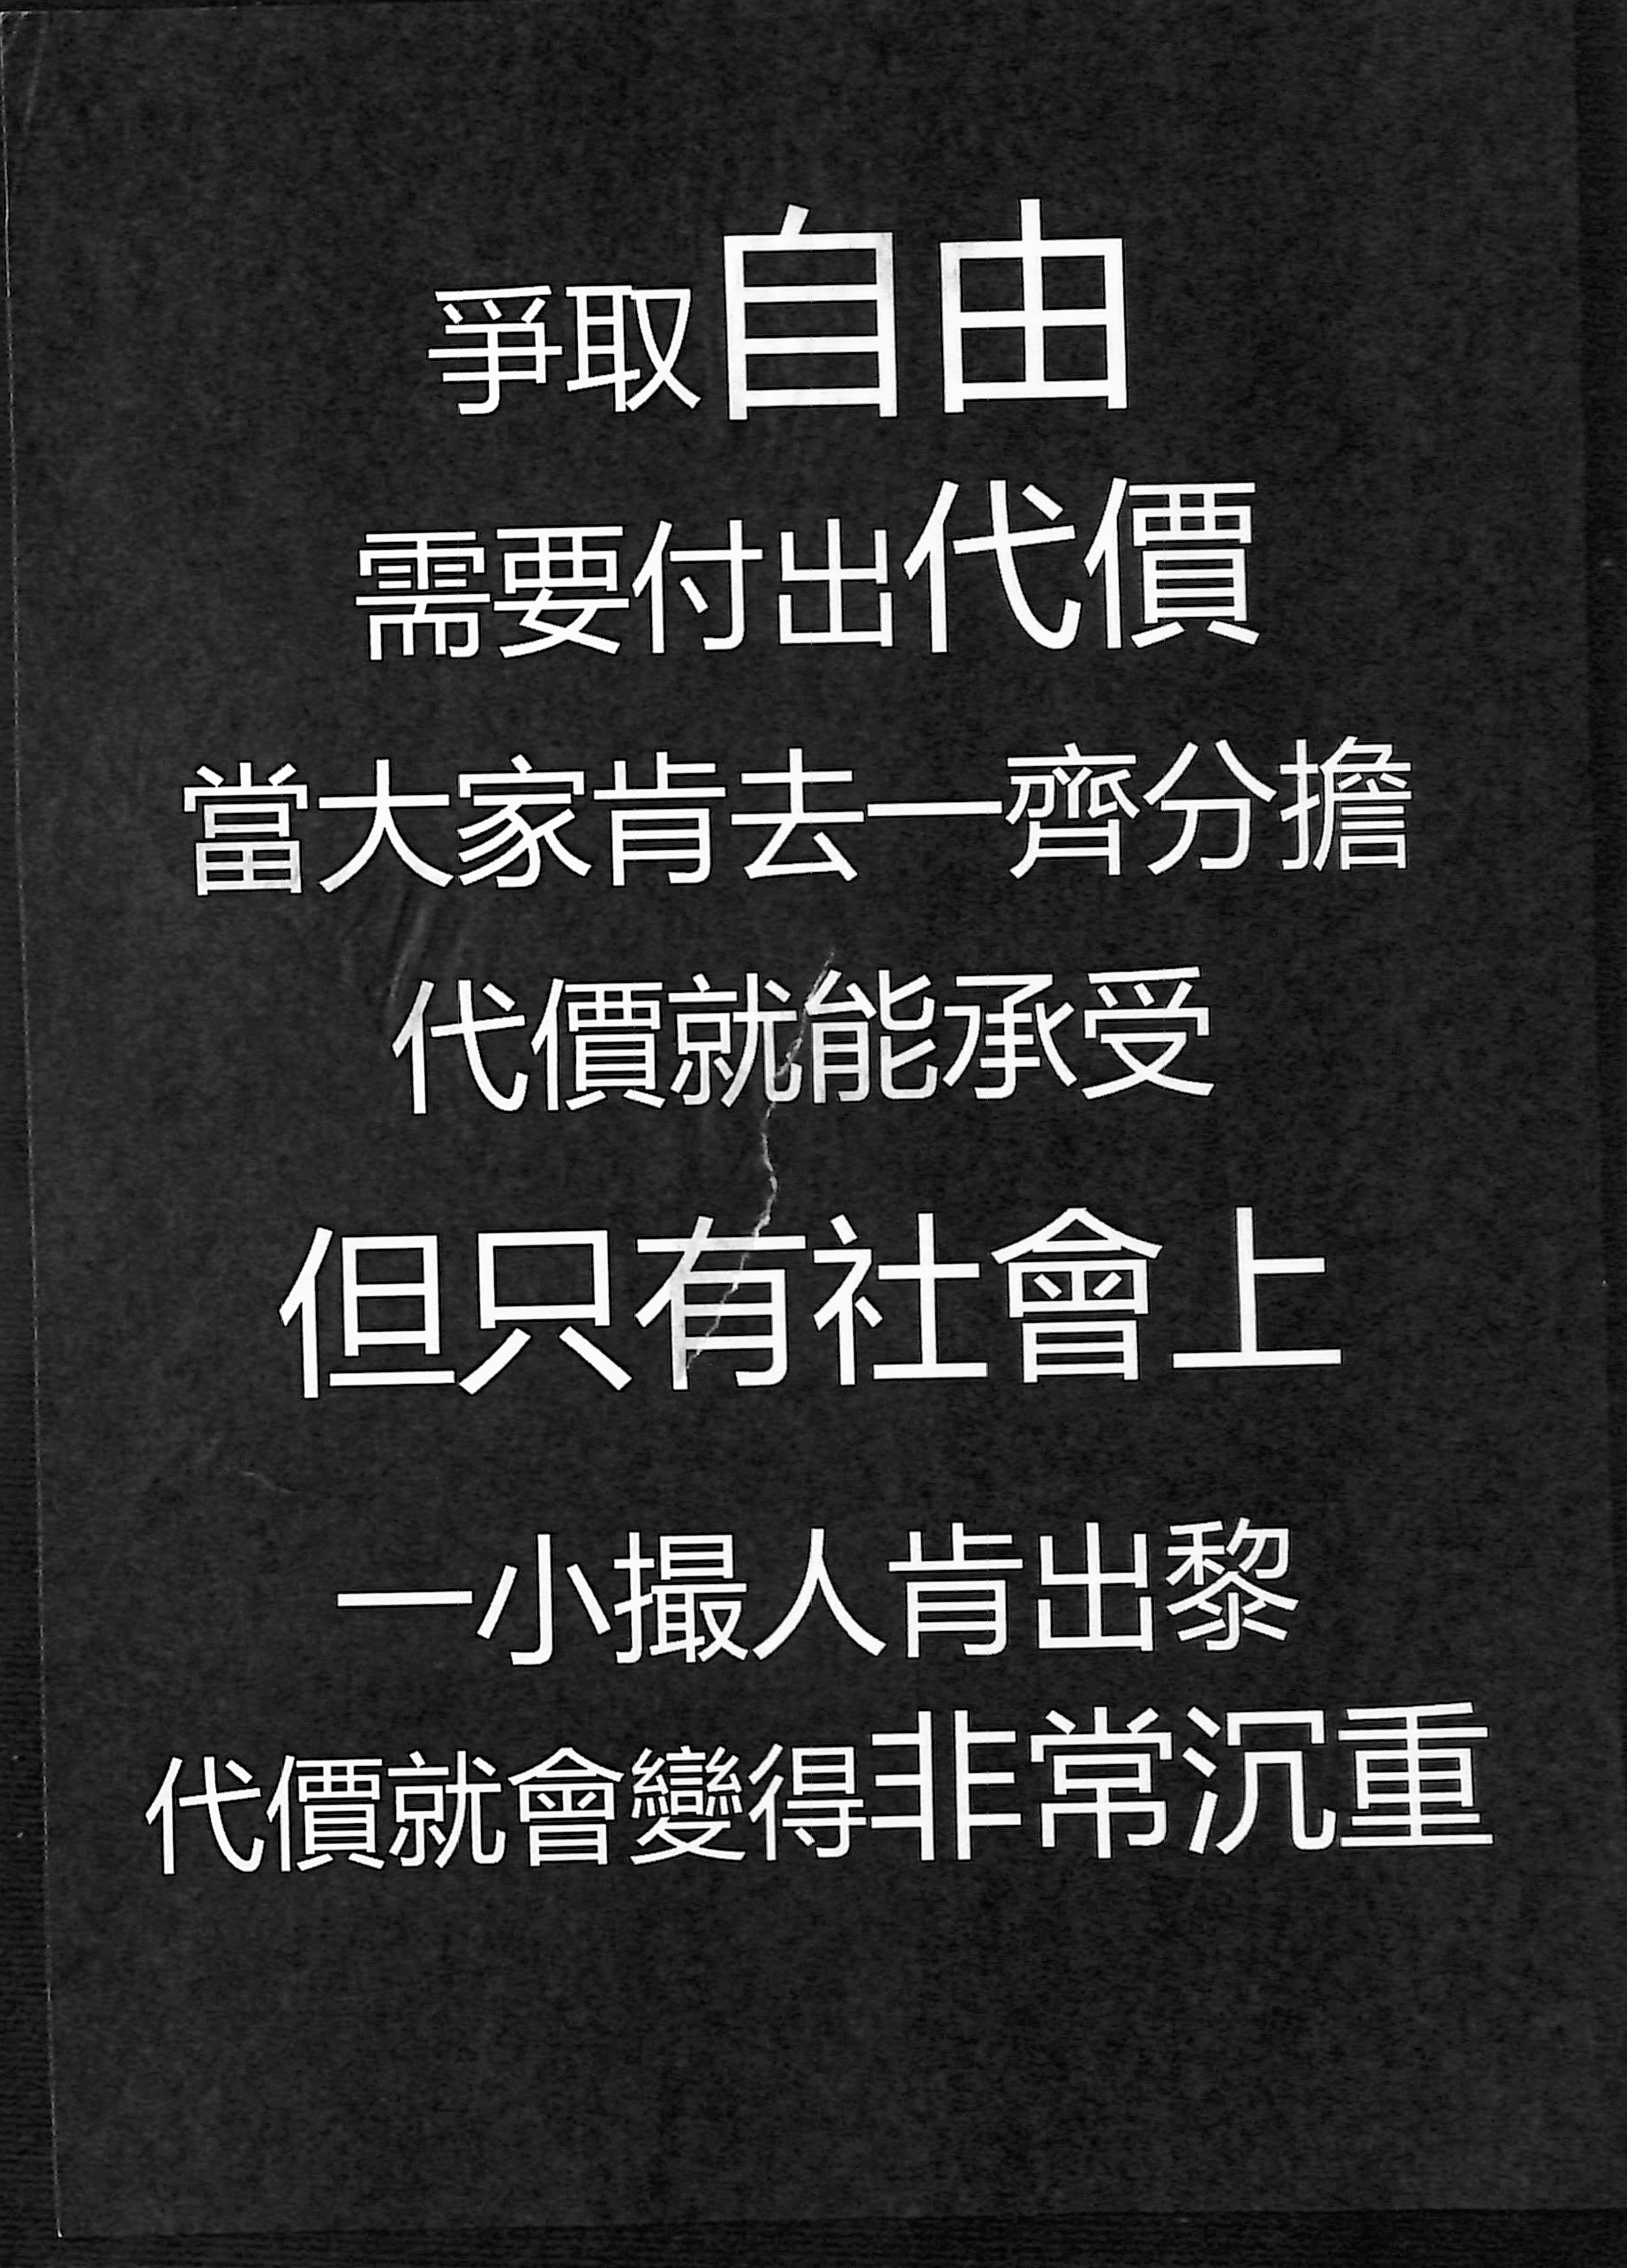 爭取自由
需要付出代價
當大家肯去一齊分擔
代價就能承受
但只有社會上
一小撮人肯出黎
代價就會變得非常沉重